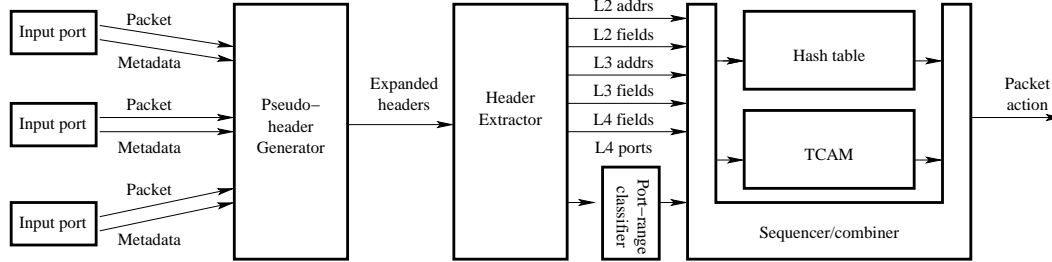 Input port
Packet
Metadata
Input port
Packet
Metadata
Input port
Packet
Metadata
Pseudo-
header
Generator
Expanded
headers
Header
Extractor
L2 addrs
L2 fields
L3 addrs
L3 fields
L4 fields
L4 ports
Port-range
classifier
Hash table
TCAM
Sequencer/combiner
Packet
action